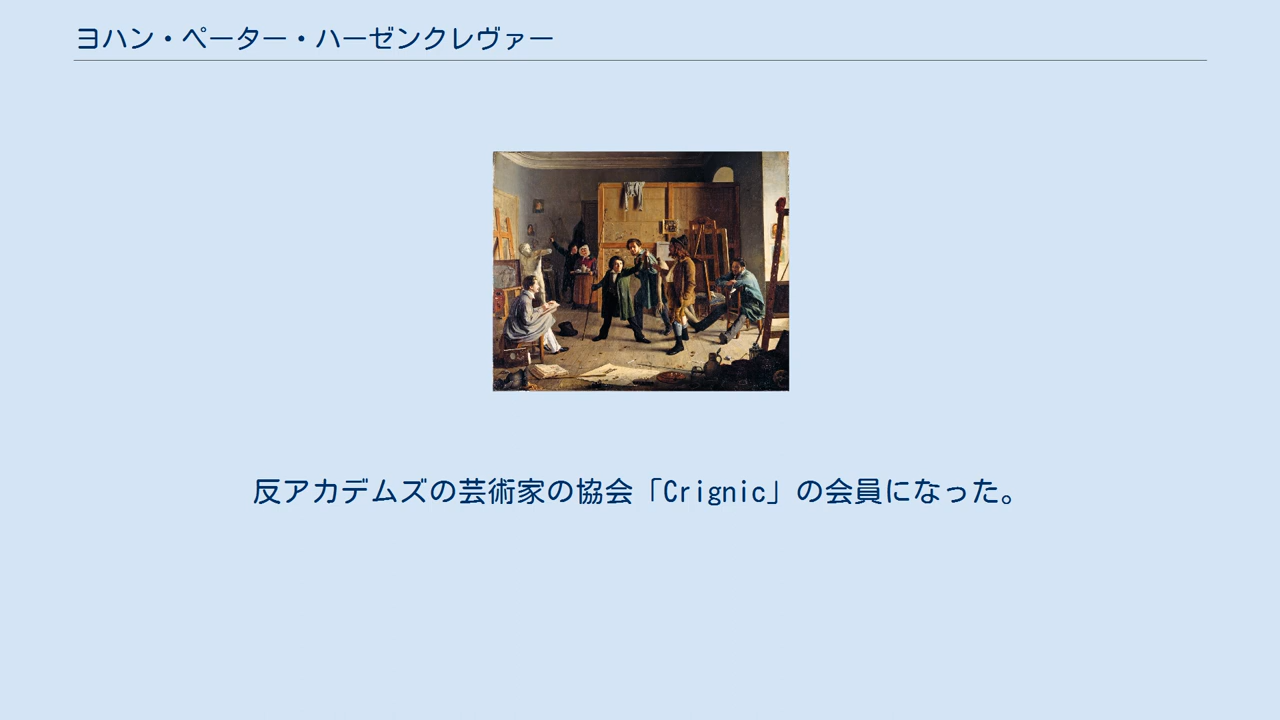 ヨハン・ペーター・ハーゼンクレヴァー
反アカデムズの芸術家の協会「Crignic」の会員になった。